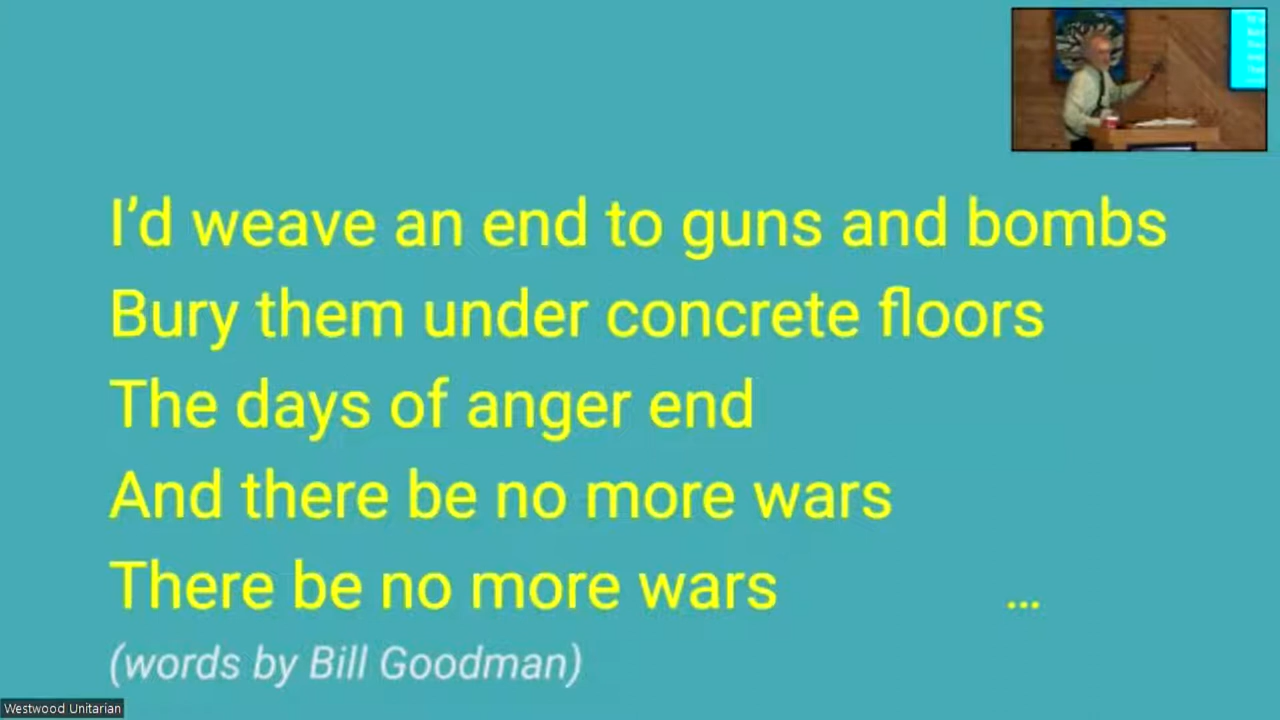 I’d weave an end to guns and bombs
Bury them under concrete floors
The days of anger end
And there be no more wars
There be no more wars ...
(words by Bill Goodman)
Westwood Unitarian